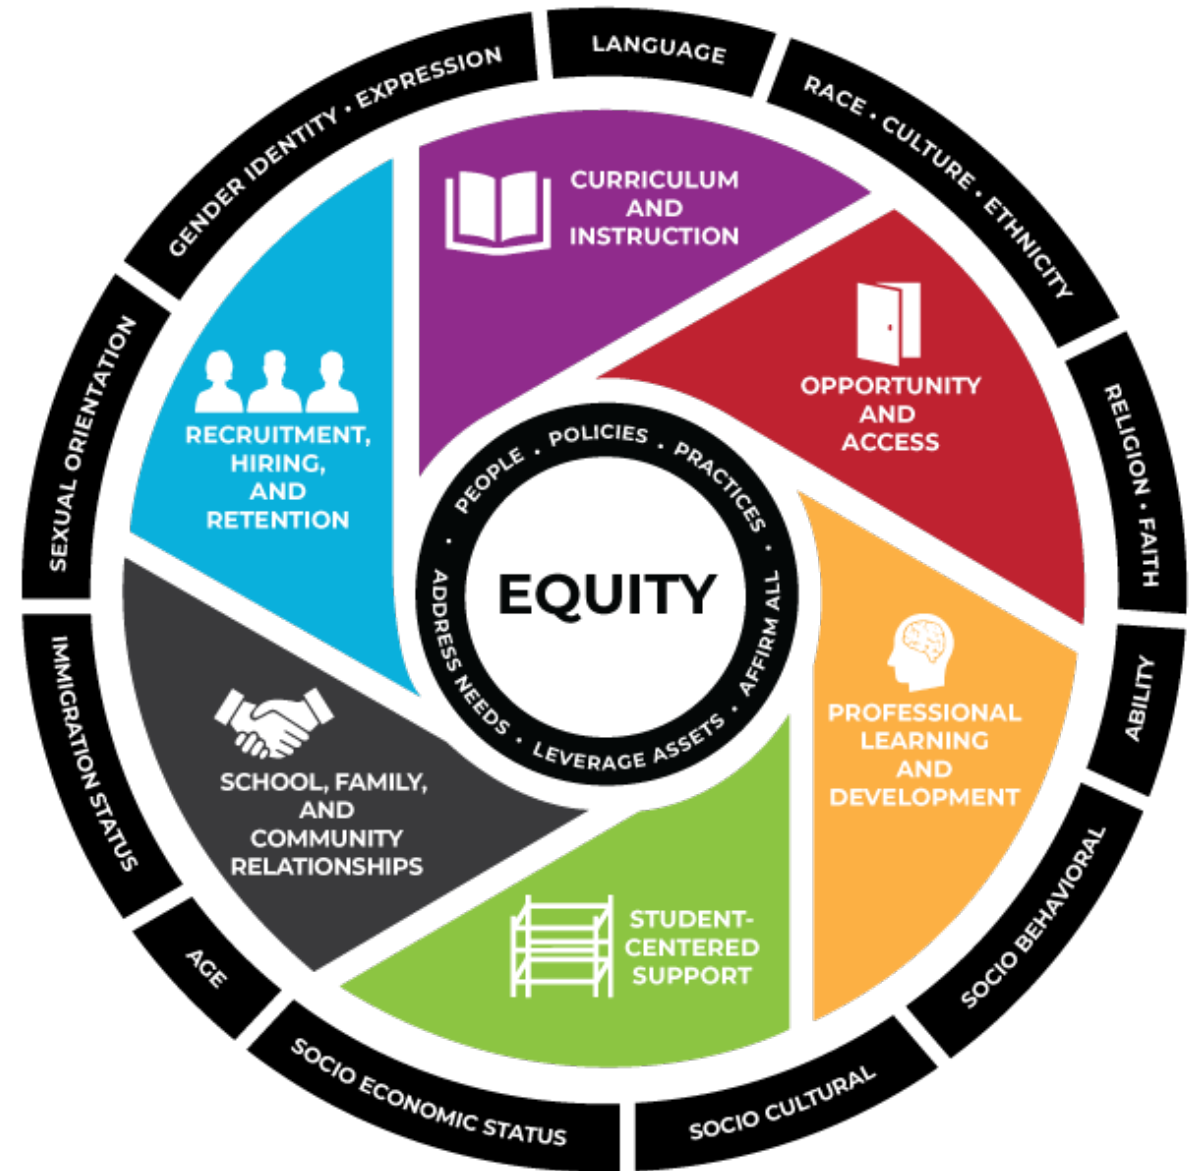 LANGUAGE
RACE • CULTURE • ETHNICITY
RELIGION • FAITH
ABILITY
SOCIO BEHAVIORAL
SOCIO CULTURAL
SOCIO ECONOMIC STATUS
AGE
IMMIGRATION STATUS
SEXUAL ORIENTATION
GENDER IDENTITY • EXPRESSION
CURRICULUM
AND
INSTRUCTION
OPPORTUNITY
AND
ACCESS
PROFESSIONAL
LEARNING
AND
DEVELOPMENT
STUDENT-
CENTERED
SUPPORT
SCHOOL, FAMILY,
AND
COMMUNITY
RELATIONSHIPS
RECRUITMENT,
HIRING,
AND
RETENTION
• PEOPLE • POLICIES • PRACTICES • AFFIRM ALL • LEVERAGE ASSETS • ADDRESS NEEDS
EQUITY